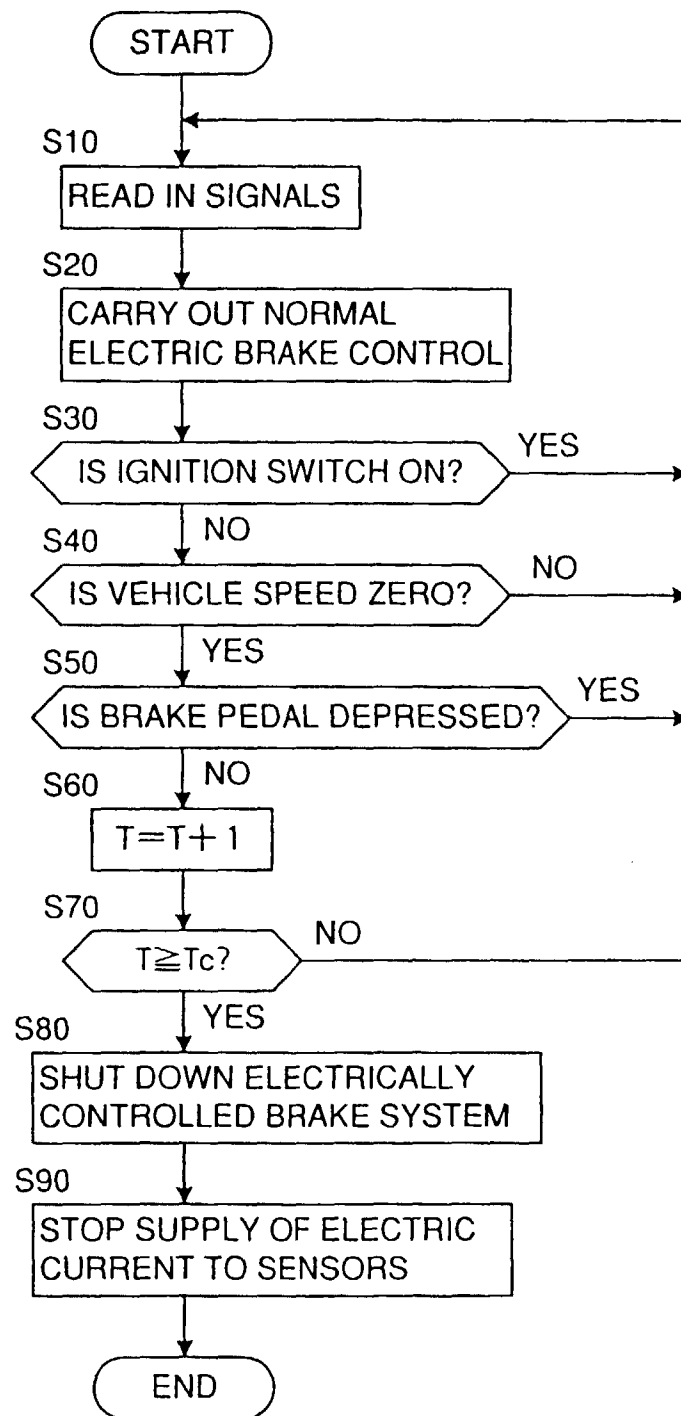 START
S10
READ IN SIGNALS
S20
CARRY OUT NORMAL
ELECTRIC BRAKE CONTROL
S30
IS IGNITION SWITCH ON?
YES
NO
S40
IS VEHICLE SPEED ZERO?
NO
YES
S50
IS BRAKE PEDAL DEPRESSED?
YES
NO
S60
T=T+1
S70
T≧Tc?
NO
YES
S80
SHUT DOWN ELECTRICALLY
CONTROLLED BRAKE SYSTEM
S90
STOP SUPPLY OF ELECTRIC
CURRENT TO SENSORS
END